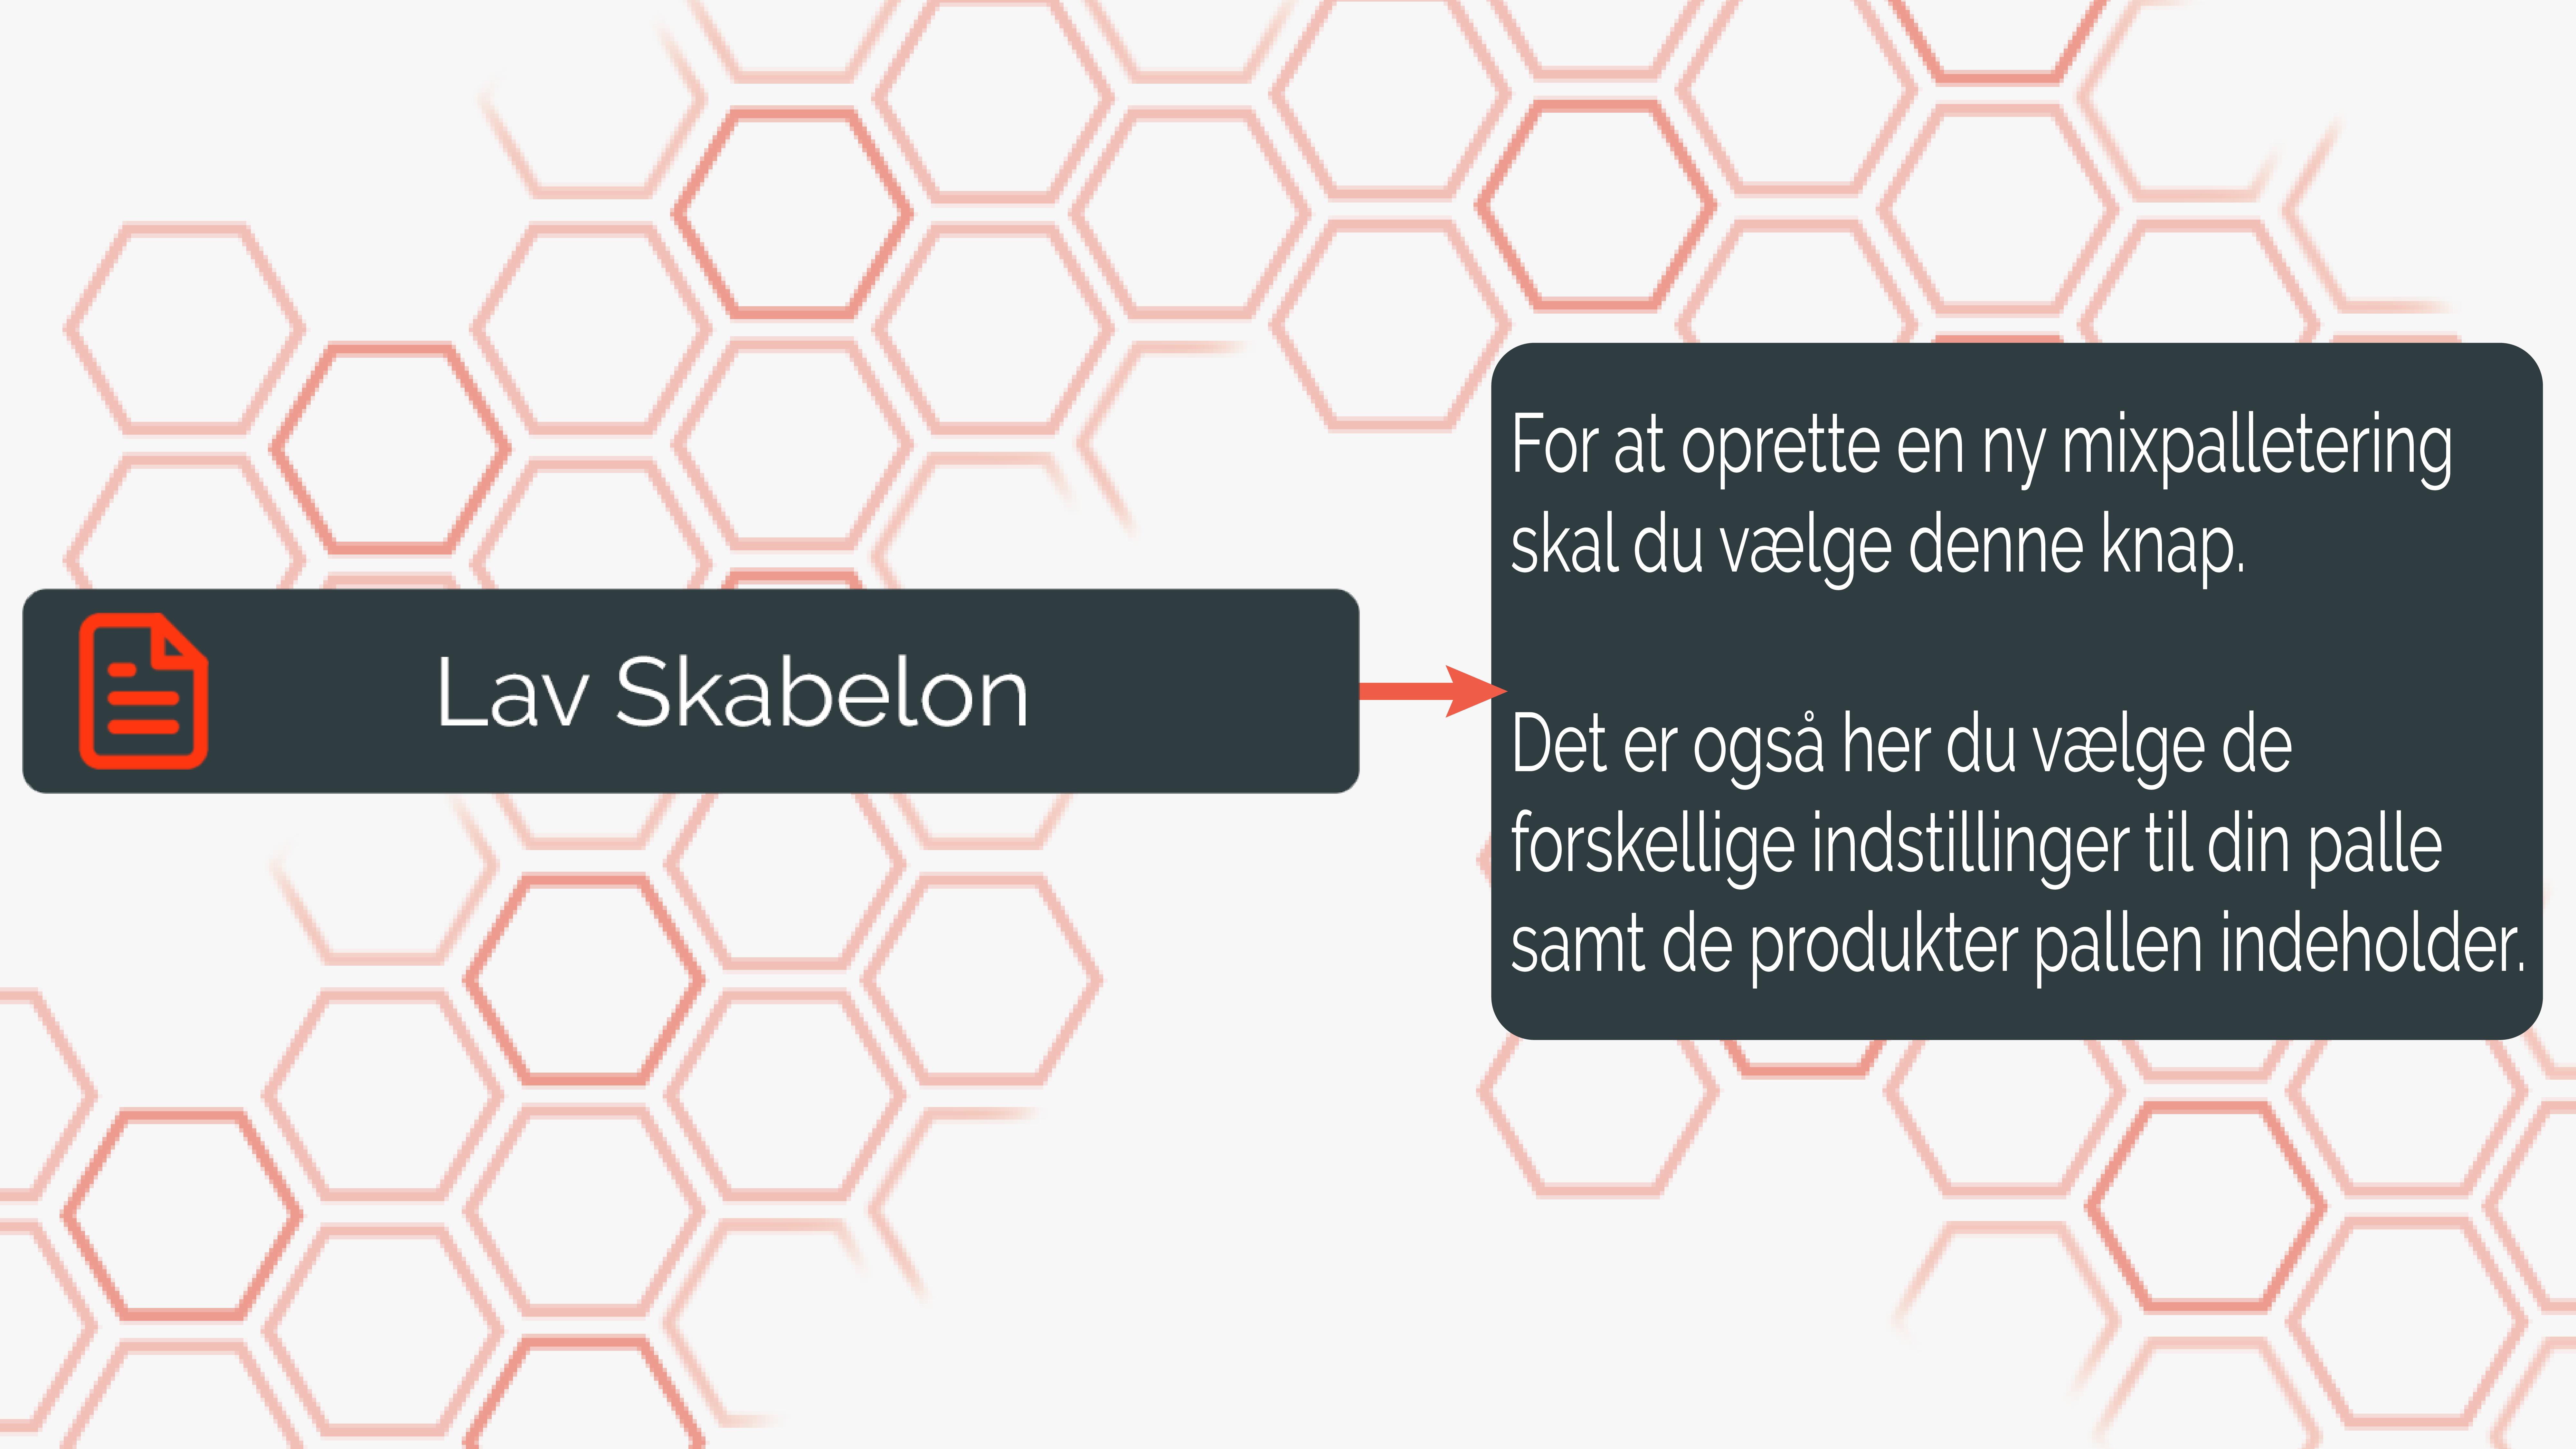 Lav Skabelon
For at oprette en ny mixpalletering
skal du vælge denne knap.
Det er også her du vælge de
forskellige indstillinger til din palle
samt de produkter pallen indeholder.